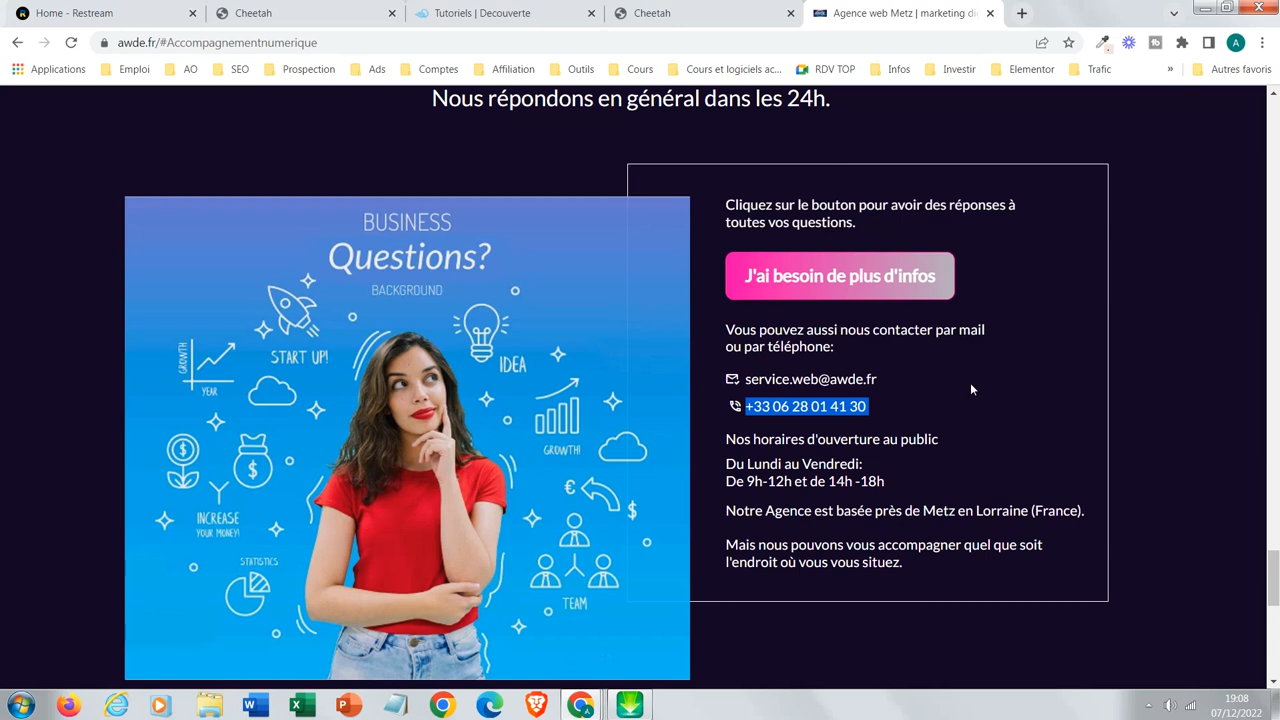 Home - Restream
Cheetah
Tutoriels | Decouverte
Cheetah
Agence web Metz | marketing di
awde.fr/#Accompagnementnumerique
A
Applications
Emploi
AO
SEO
Prospection
Ads
Comptes
Affiliation
Outils
Cours
Cours et logiciels ac...
RDV TOP
Infos
Investir
Elementor
Trafic
»
Autres favoris
Nous répondons en général dans les 24h.
BUSINESS
Questions?
BACKGROUND
START UP!
IDEA
GROWTH
YEAR
GROWTH!
INCREASE
YOUR MONEY!
STATISTICS
TEAM
Cliquez sur le bouton pour avoir des réponses à
toutes vos questions.
J'ai besoin de plus d'infos
Vous pouvez aussi nous contacter par mail
ou par téléphone:
service.web@awde.fr
+33 06 28 01 41 30
Nos horaires d'ouverture au public
Du Lundi au Vendredi:
De 9h-12h et de 14h -18h
Notre Agence est basée près de Metz en Lorraine (France).
Mais nous pouvons vous accompagner quel que soit
l'endroit où vous vous situez.
19:08
07/12/2022